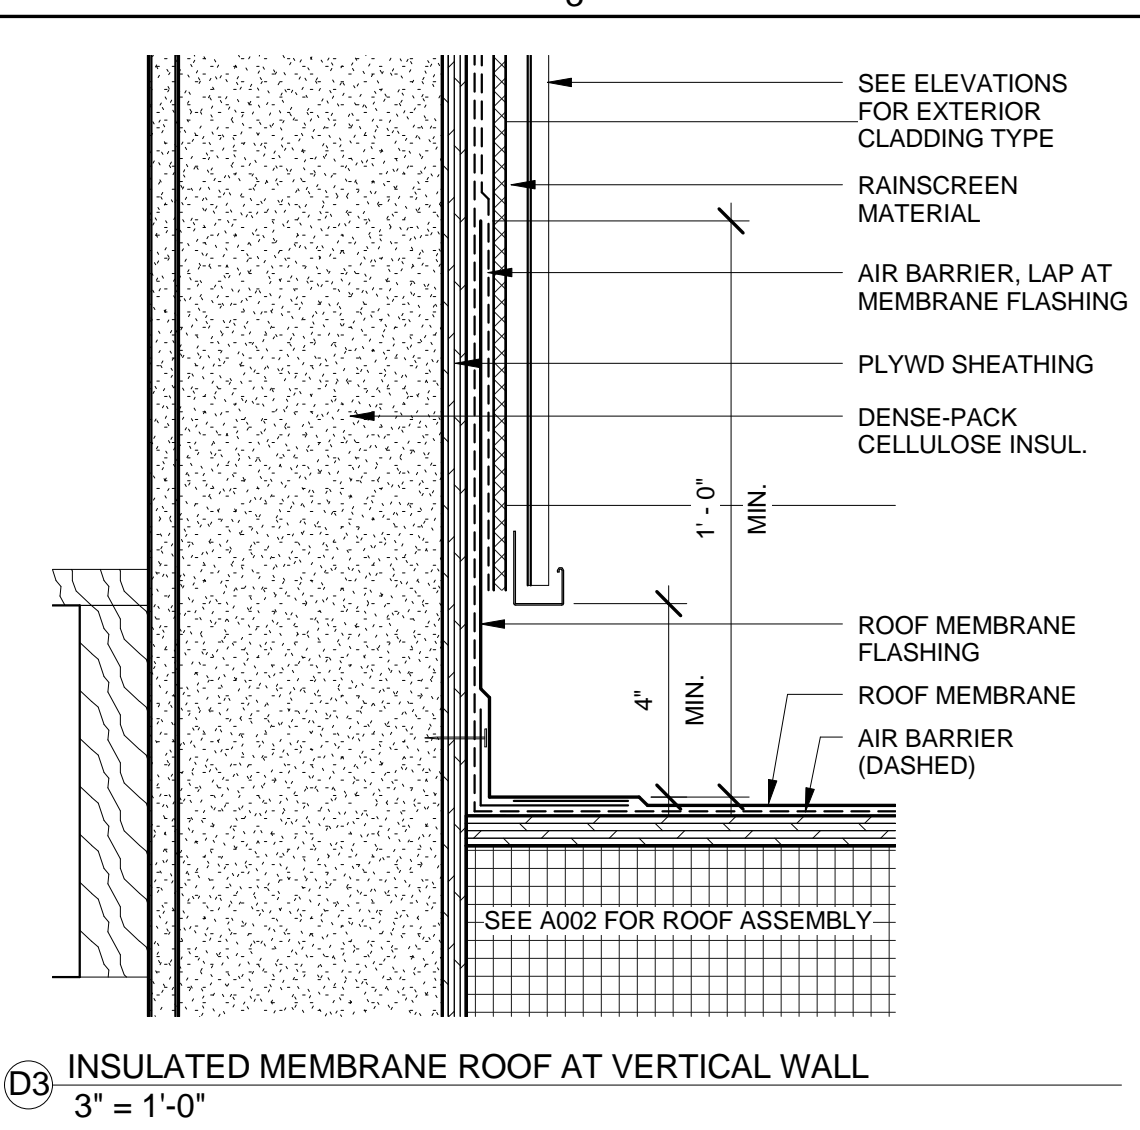 SEE ELEVATIONS
FOR EXTERIOR
CLADDING TYPE
RAINSCREEN
MATERIAL
AIR BARRIER, LAP AT
MEMBRANE FLASHING
PLYWD SHEATHING
DENSE-PACK
CELLULOSE INSUL.
1' - 0"
MIN.
ROOF MEMBRANE
FLASHING
4"
MIN.
ROOF MEMBRANE
AIR BARRIER
(DASHED)
SEE A002 FOR ROOF ASSEMBLY
D3
INSULATED MEMBRANE ROOF AT VERTICAL WALL
3" = 1'-0"